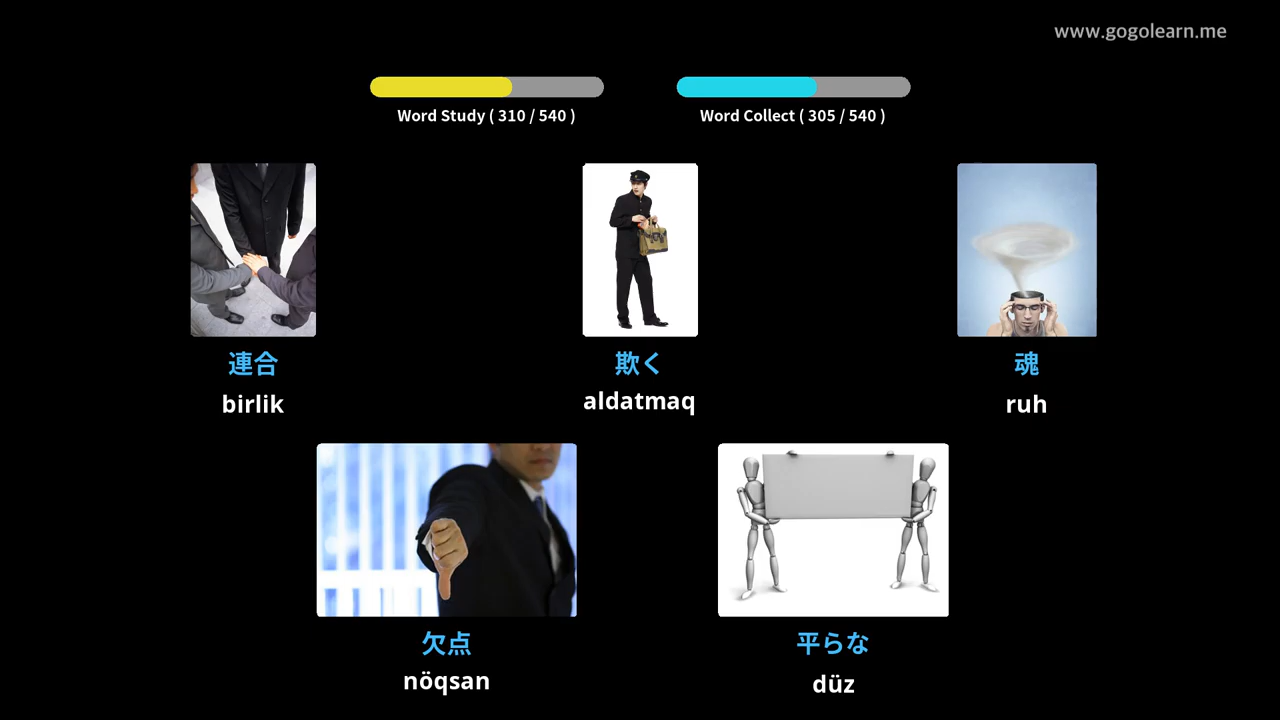 www.gogolearn.me
Word Study ( 310 / 540 )
Word Collect ( 305 / 540 )
連合
birlik
欺く
aldatmaq
魂
ruh
欠点
nöqsan
平らな
düz